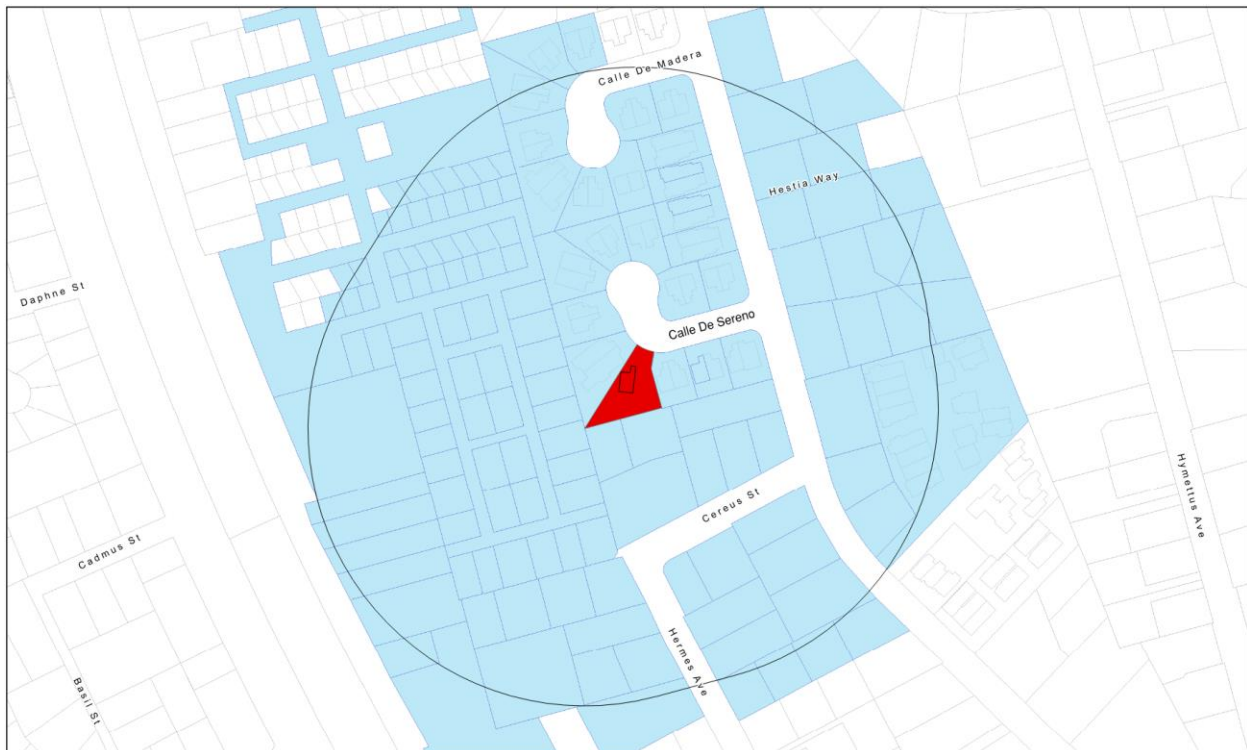 Calle De Madera
Hestia Way
Daphne St
Calle De Sereno
Hymettus Ave
Cereus St
Cadmus St
Hermes Ave
Basil St